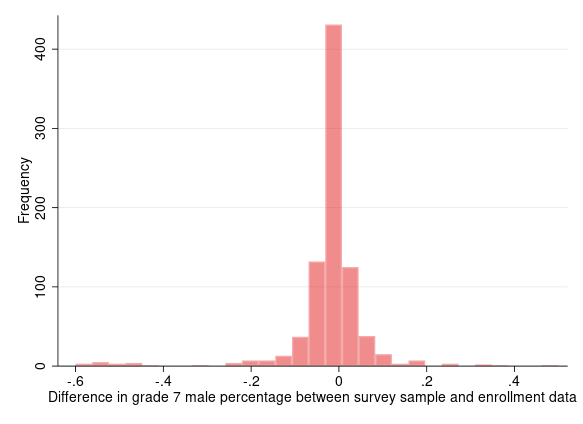 Frequency
400
300
200
100
0
-.6 -.4 -.2 0 .2 .4
Difference in grade 7 male percentage between survey sample and enrollment data